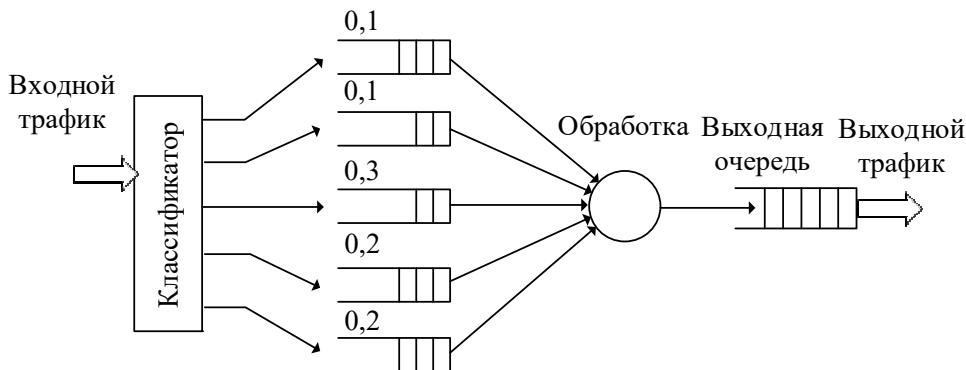 0,1
Входной
трафик
Классификатор
0,1
0,3
0,2
0,2
Обработка
Выходная
очередь
Выходной
трафик